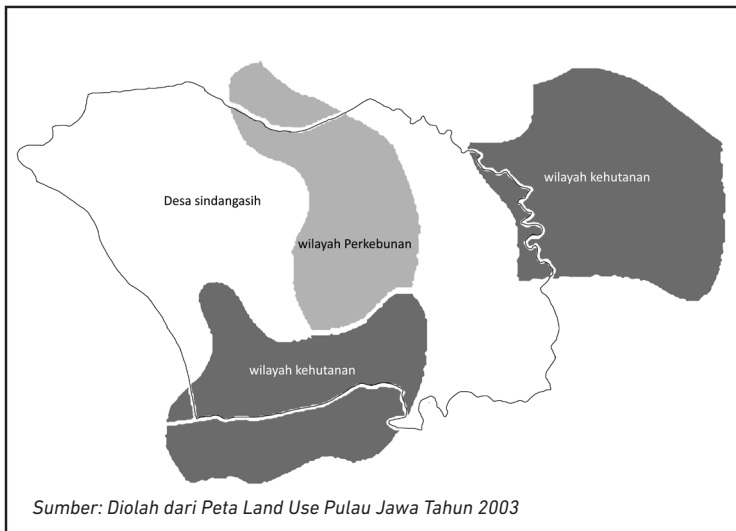 wilayah kehutanan
Desa sindangasih
wilayah Perkebunan
wilayah kehutanan
Sumber: Diolah dari Peta Land Use Pulau Jawa Tahun 2003